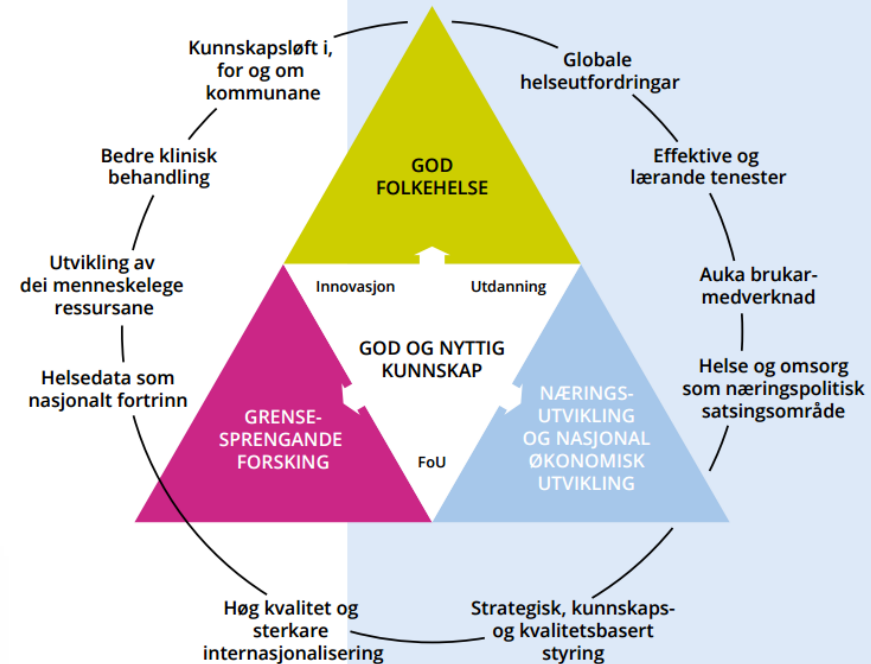 Kunnskapsløft i,
for og om
kommunane
Globale
helseutfordringar
Bedre klinisk
behandling
Effektive og
lærande tenester
GOD
FOLKEHELSE
Utvikling av
dei menneskelege
ressursane
Auka brukar-
medverknad
Innovasjon
Utdanning
GOD OG NYTTIG
KUNNSKAP
Helsedata som
nasjonalt fortrinn
Helse og omsorg
som næringspolitisk
satsingsområde
GRENSE-
SPRENGANDE
FORSKING
NÆRINGS-
UTVIKLING
OG NASJONAL
ØKONOMISK
UTVIKLING
FoU
Høg kvalitet og
sterkare
internasjonalisering
Strategisk, kunnskaps-
og kvalitetsbasert
styring